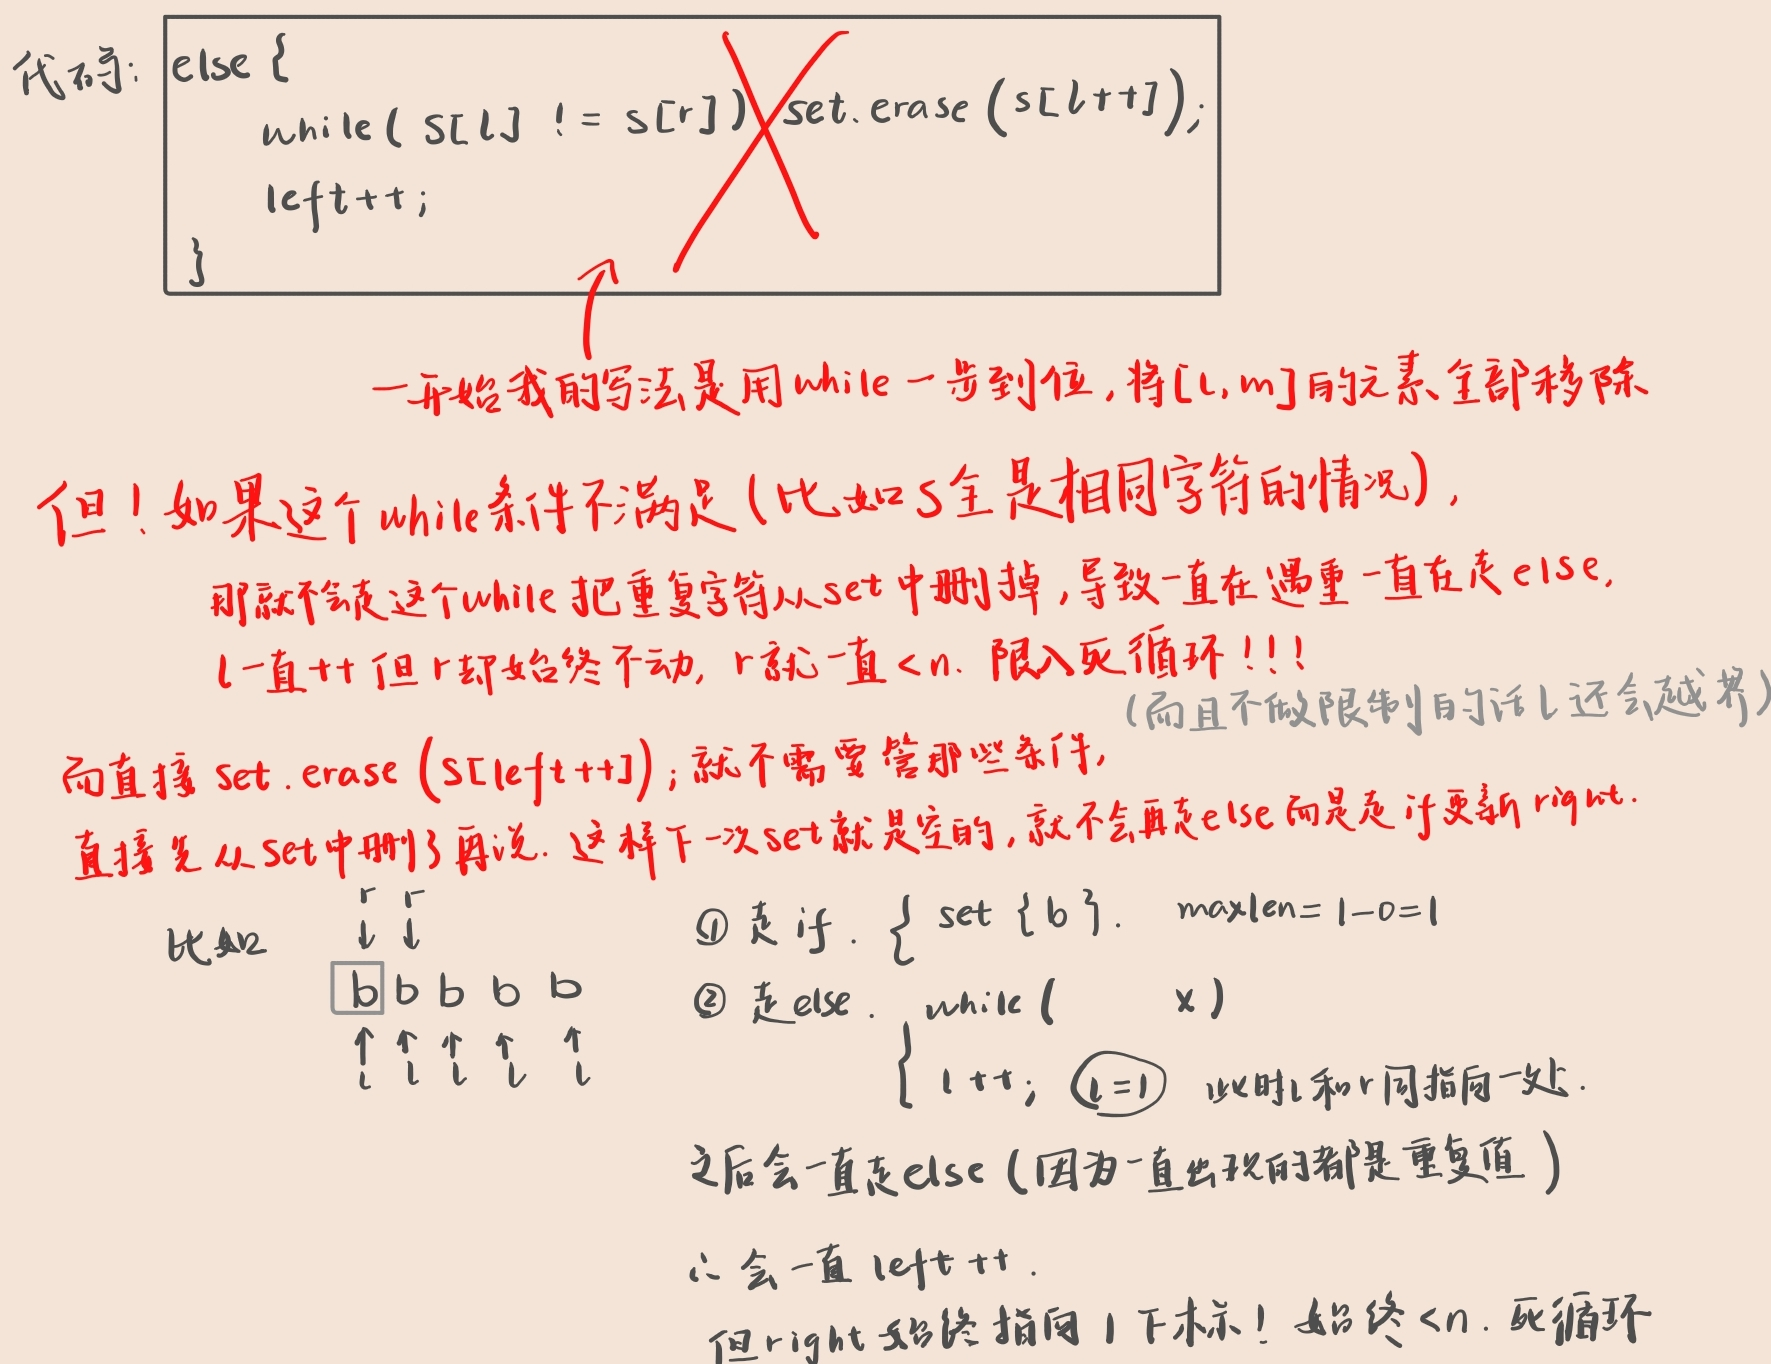 代码: else {
while( s[l] != s[r]) set.erase (s[l++]);
left++;
}
一开始我的写法是用while一步到位,将[l,m]的元素全部移除
但!如果这个while条件不满足(比如s全是相同字符的情况),
那就不会走这个while把重复字符从set中删掉,导致一直在遇重一直在走else,
l一直++但r却始终不动, r就一直<n. 限入死循环!!!
(而且不做限制的话l还会越界)
而直接 set.erase (s[left++]);就不需要管那些条件,
直接先从set中删了再说. 这样下一次set就是空的,就不会再走else而是走if更新right.
r r
↓ ↓
比如
b b b b b
↑ ↑ ↑ ↑ ↑
l l l l l
① 走if. { set {b}. maxlen=1-0=1
② 走else. while( x)
{ l++; l=1 此时l和r同指向一处.
之后会一直走else (因为一直出现的都是重复值)
∴ 会一直left++.
但right始终指向1下标! 始终<n. 死循环